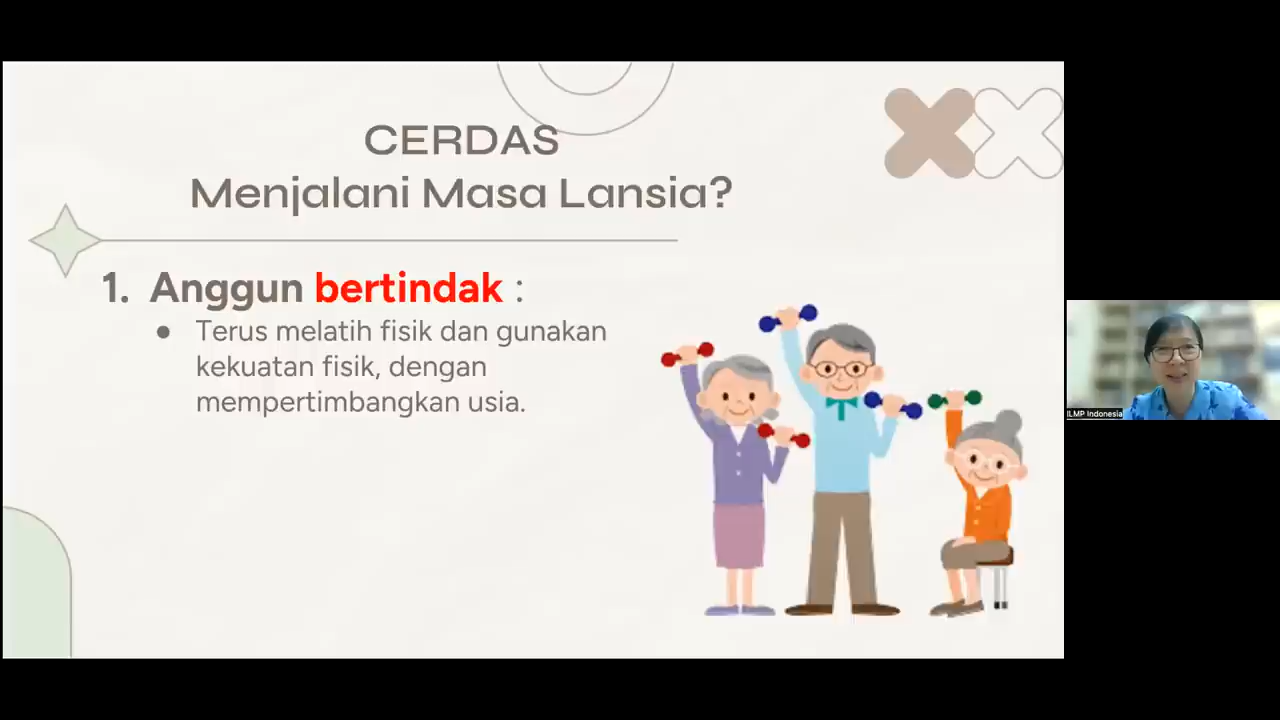 CERDAS
Menjalani Masa Lansia?
1. Anggun bertindak :
● Terus melatih fisik dan gunakan
kekuatan fisik, dengan
mempertimbangkan usia.
ILMP Indonesia